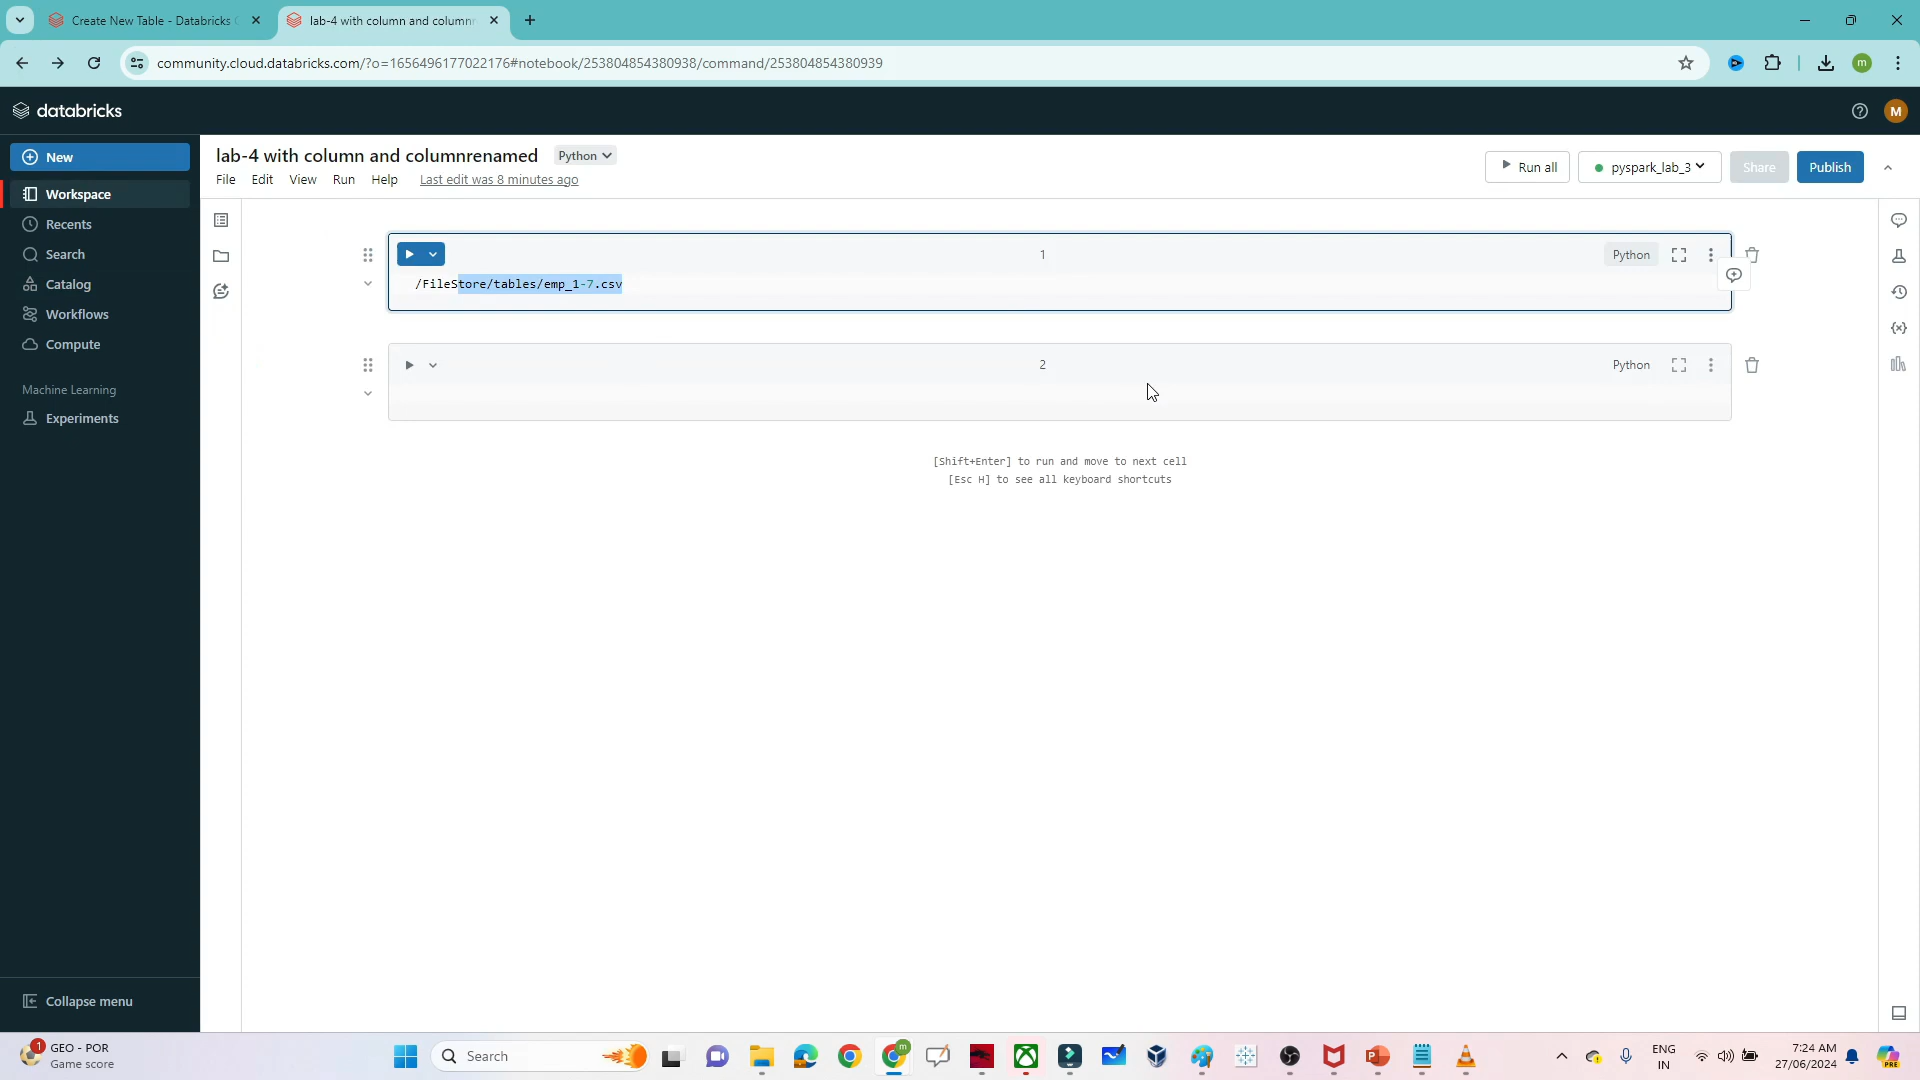 Create New Table - Databricks
lab-4 with column and column
community.cloud.databricks.com/?o=1656496177022176#notebook/253804854380938/command/253804854380939
m
databricks
M
New
Workspace
Recents
Search
Catalog
Workflows
Compute
Machine Learning
Experiments
Collapse menu
lab-4 with column and columnrenamed
Python
File Edit View Run Help Last edit was 8 minutes ago
Run all
pyspark_lab_3
Share
Publish
1
Python
/FileStore/tables/emp_1-7.csv
2
Python
[Shift+Enter] to run and move to next cell
[Esc H] to see all keyboard shortcuts
1
GEO - POR
Game score
Search
m
ENG
IN
7:24 AM
27/06/2024
PRE